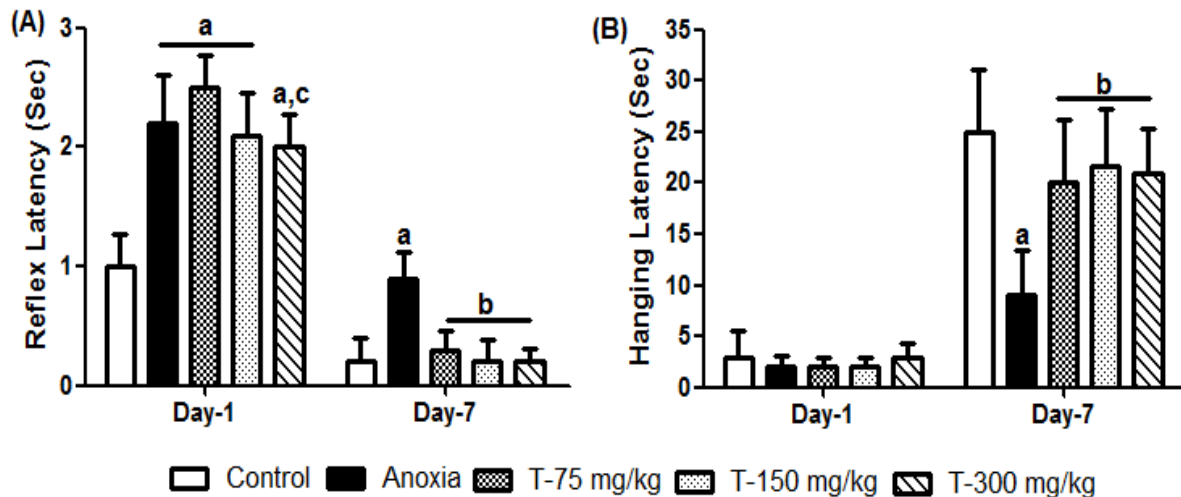 (A)
Reflex Latency (Sec)
3
2
1
0
a
a,c
a
b
Day-1
Day-7
(B)
Hanging Latency (Sec)
35
30
25
20
15
10
5
0
a
b
Day-1
Day-7
Control Anoxia T-75 mg/kg T-150 mg/kg T-300 mg/kg